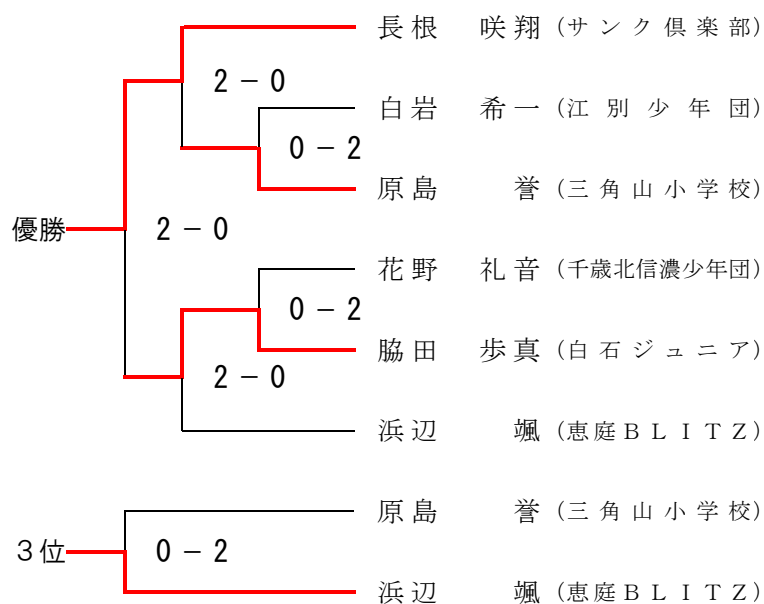 長根 咲翔 (サンク倶楽部)
2－0
白岩 希一 (江別少年団)
0－2
原島 誉 (三角山小学校)
優勝 2－0
花野 礼音 (千歳北信濃少年団)
0－2
脇田 歩真 (白石ジュニア)
2－0
浜辺 颯 (恵庭ＢＬＩＴＺ)
原島 誉 (三角山小学校)
３位 0－2
浜辺 颯 (恵庭ＢＬＩＴＺ)